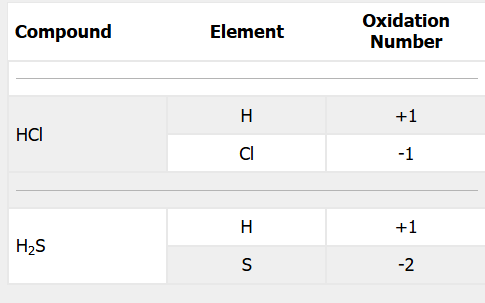 Compound Element Oxidation Number
HCl
H +1
Cl -1
H₂S
H +1
S -2